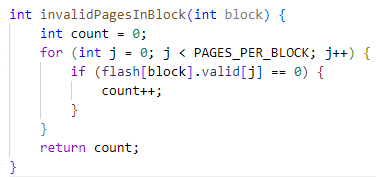 int invalidPagesInBlock(int block) {
    int count = 0;
    for (int j = 0; j < PAGES_PER_BLOCK; j++) {
        if (flash[block].valid[j] == 0) {
            count++;
        }
    }
    return count;
}